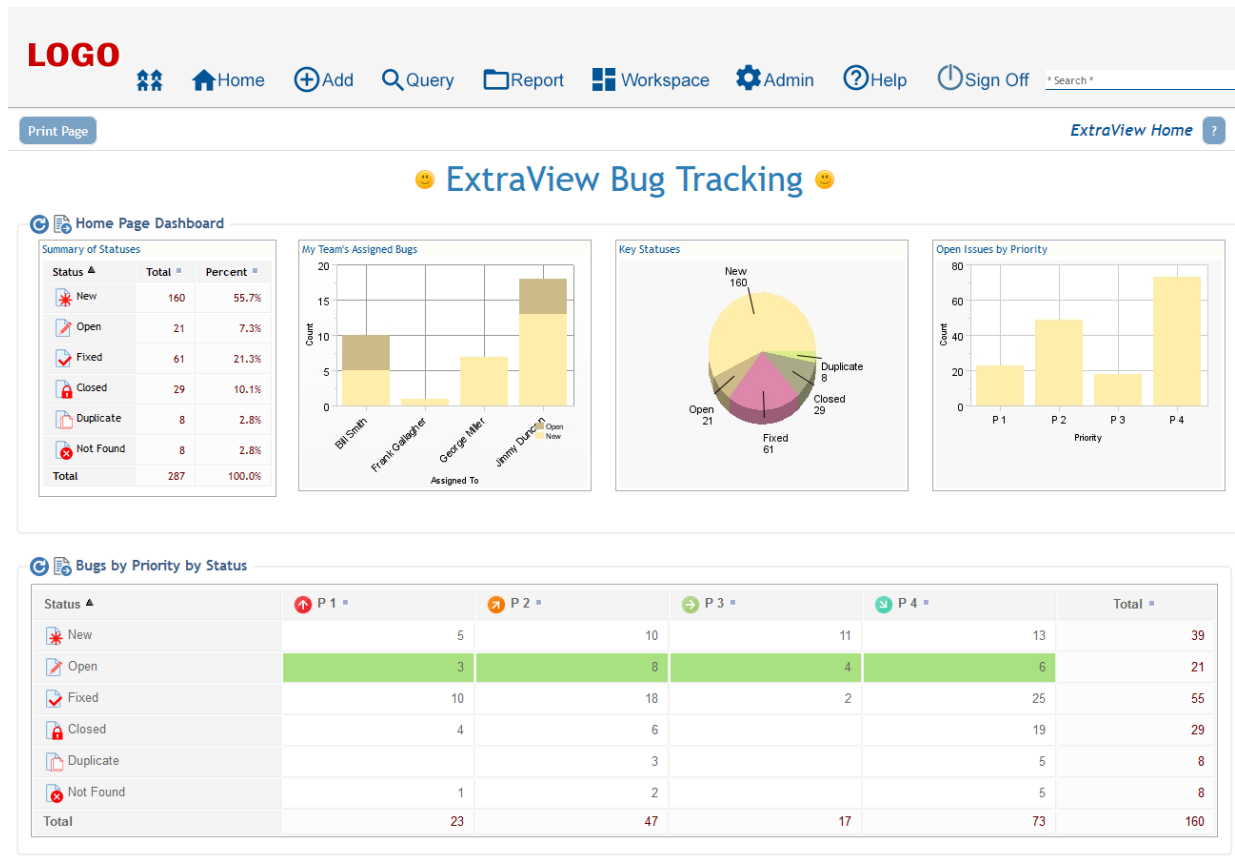 LOGO
Home Add Query Report Workspace Admin Help Sign Off * Search *
Print Page ExtraView Home ?
ExtraView Bug Tracking
Home Page Dashboard
Summary of Statuses
Status Total Percent
New 160 55.7%
Open 21 7.3%
Fixed 61 21.3%
Closed 29 10.1%
Duplicate 8 2.8%
Not Found 8 2.8%
Total 287 100.0%
My Team's Assigned Bugs
20
15
10
5
0
Count
Bill Smith Frank Gallagher George Miller Jimmy Duncan
Open
New
Assigned To
Key Statuses
New
160
Duplicate
8
Closed
29
Open
21
Fixed
61
Open Issues by Priority
80
60
40
20
0
Count
P 1 P 2 P 3 P 4
Priority
Bugs by Priority by Status
Status P 1 P 2 P 3 P 4 Total
New 5 10 11 13 39
Open 3 8 4 6 21
Fixed 10 18 2 25 55
Closed 4 6 19 29
Duplicate 3 5 8
Not Found 1 2 5 8
Total 23 47 17 73 160